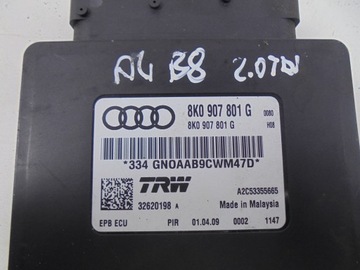 A4 B8 2.0TDI
8K0 907 801 G 0080
8K0 907 801 G H08
*334 GN0AAB9CWM47D*
TRW A2C53355665
32620198 A Made in Malaysia
EPB ECU PIR 01.04.09 0002 1147